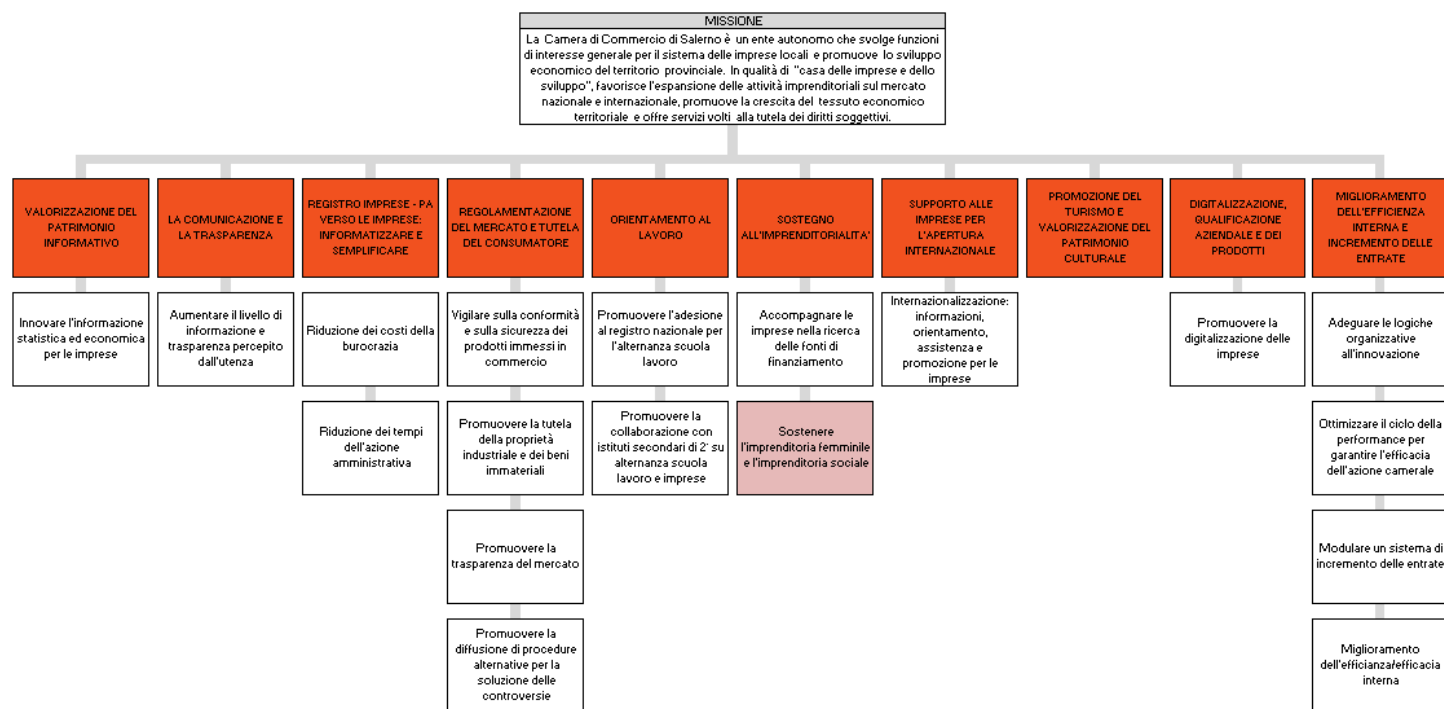 MISSIONE
La Camera di Commercio di Salerno è un ente autonomo che svolge funzioni
di interesse generale per il sistema delle imprese locali e promuove lo sviluppo
economico del territorio provinciale. In qualità di "casa delle imprese e dello
sviluppo", favorisce l'espansione delle attività imprenditoriali sul mercato
nazionale e internazionale, promuove la crescita del tessuto economico
territoriale e offre servizi volti alla tutela dei diritti soggettivi.
VALORIZZAZIONE DEL
PATRIMONIO
INFORMATIVO
LA COMUNICAZIONE E
LA TRASPARENZA
REGISTRO IMPRESE - PA
VERSO LE IMPRESE:
INFORMATIZZARE E
SEMPLIFICARE
REGOLAMENTAZIONE
DEL MERCATO E TUTELA
DEL CONSUMATORE
ORIENTAMENTO AL
LAVORO
SOSTEGNO
ALL'IMPRENDITORIALITA'
SUPPORTO ALLE
IMPRESE PER
L'APERTURA
INTERNAZIONALE
PROMOZIONE DEL
TURISMO E
VALORIZZAZIONE DEL
PATRIMONIO
CULTURALE
DIGITALIZZAZIONE,
QUALIFICAZIONE
AZIENDALE E DEI
PRODOTTI
MIGLIORAMENTO
DELL'EFFICIENZA
INTERNA E
INCREMENTO DELLE
ENTRATE
Innovare l'informazione
statistica ed economica
per le imprese
Aumentare il livello di
informazione e
trasparenza percepito
dall'utenza
Riduzione dei costi della
burocrazia
Vigilare sulla conformità
e sulla sicurezza dei
prodotti immessi in
commercio
Promuovere l'adesione
al registro nazionale per
l'alternanza scuola
lavoro
Accompagnare le
imprese nella ricerca
delle fonti di
finanziamento
Internazionalizzazione:
informazioni,
orientamento,
assistenza e
promozione per le
imprese
Promuovere la
digitalizzazione delle
imprese
Adeguare le logiche
organizzative
all'innovazione
Riduzione dei tempi
dell'azione
amministrativa
Promuovere la tutela
della proprietà
industriale e dei beni
immateriali
Promuovere la
collaborazione con
istituti secondari di 2° su
alternanza scuola
lavoro e imprese
Sostenere
l'imprenditoria femminile
e l'imprenditoria sociale
Ottimizzare il ciclo della
performance per
garantire l'efficacia
dell'azione camerale
Promuovere la
trasparenza del mercato
Modulare un sistema di
incremento delle entrate
Promuovere la
diffusione di procedure
alternative per la
soluzione delle
controversie
Miglioramento
dell'efficianza/efficacia
interna